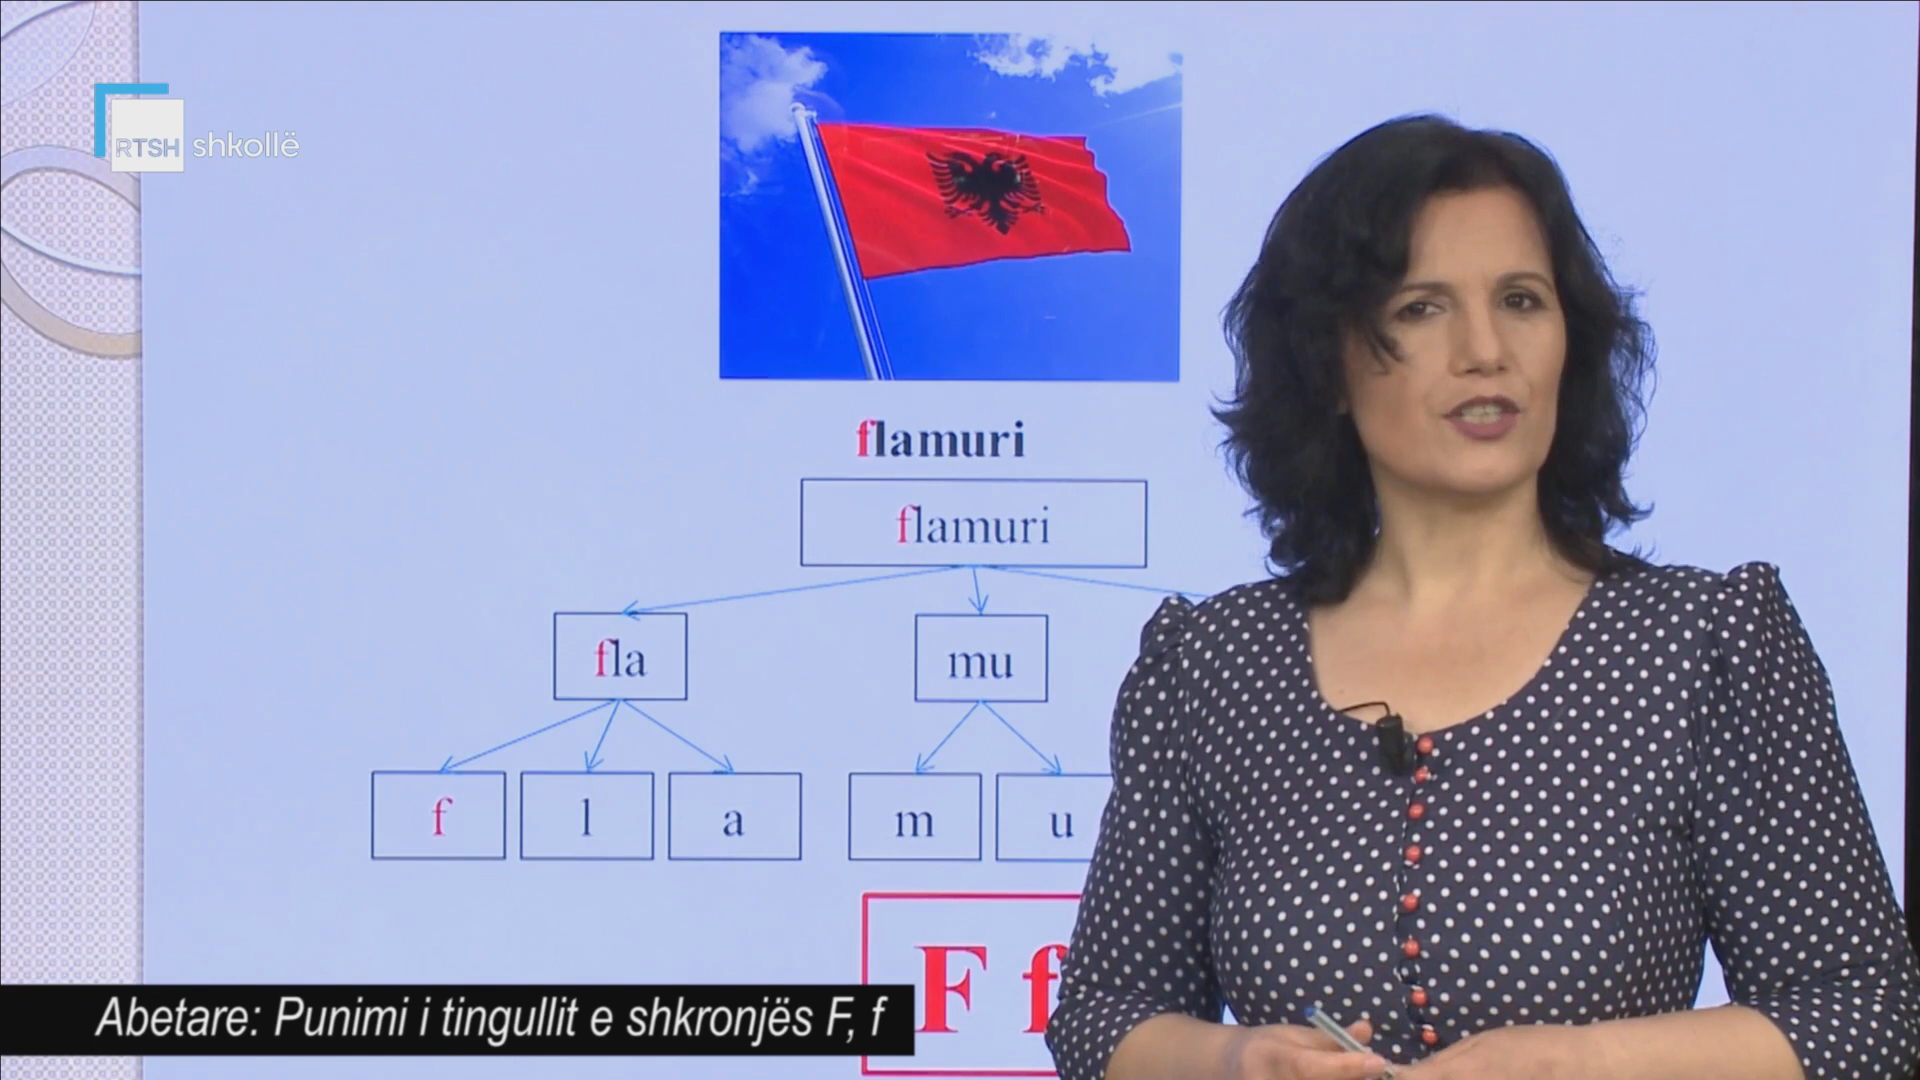 RTSH shkollë
flamuri
flamuri
fla mu
f l a m u
F f
Abetare: Punimi i tingullit e shkronjës F, f